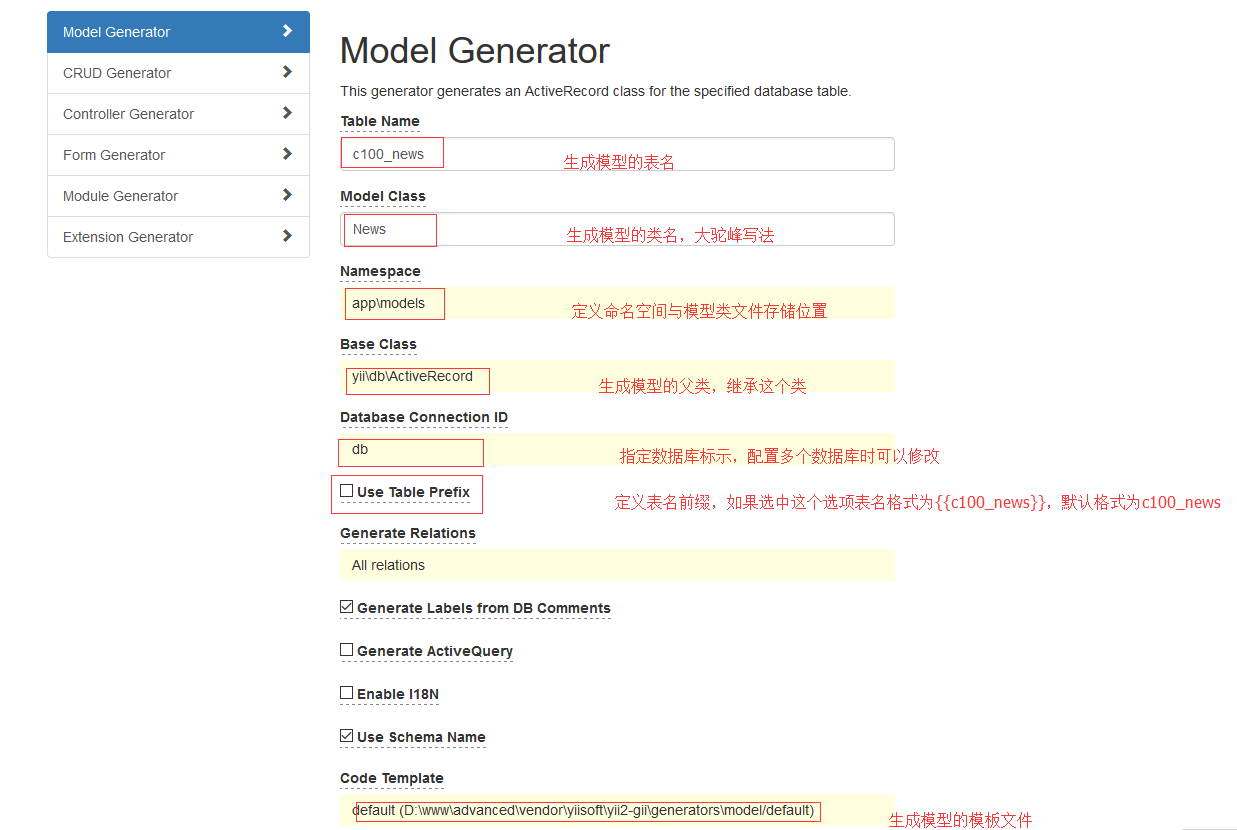 Model Generator
CRUD Generator
Controller Generator
Form Generator
Module Generator
Extension Generator
Model Generator
This generator generates an ActiveRecord class for the specified database table.
Table Name
c100_news 生成模型的表名
Model Class
News 生成模型的类名，大驼峰写法
Namespace
app\models 定义命名空间与模型类文件存储位置
Base Class
yii\db\ActiveRecord 生成模型的父类，继承这个类
Database Connection ID
db 指定数据库标示，配置多个数据库时可以修改
Use Table Prefix 定义表名前缀，如果选中这个选项表名格式为{{c100_news}}，默认格式为c100_news
Generate Relations
All relations
Generate Labels from DB Comments
Generate ActiveQuery
Enable I18N
Use Schema Name
Code Template
default (D:\www\advanced\vendor\yiisoft\yii2-gii\generators\model/default) 生成模型的模板文件